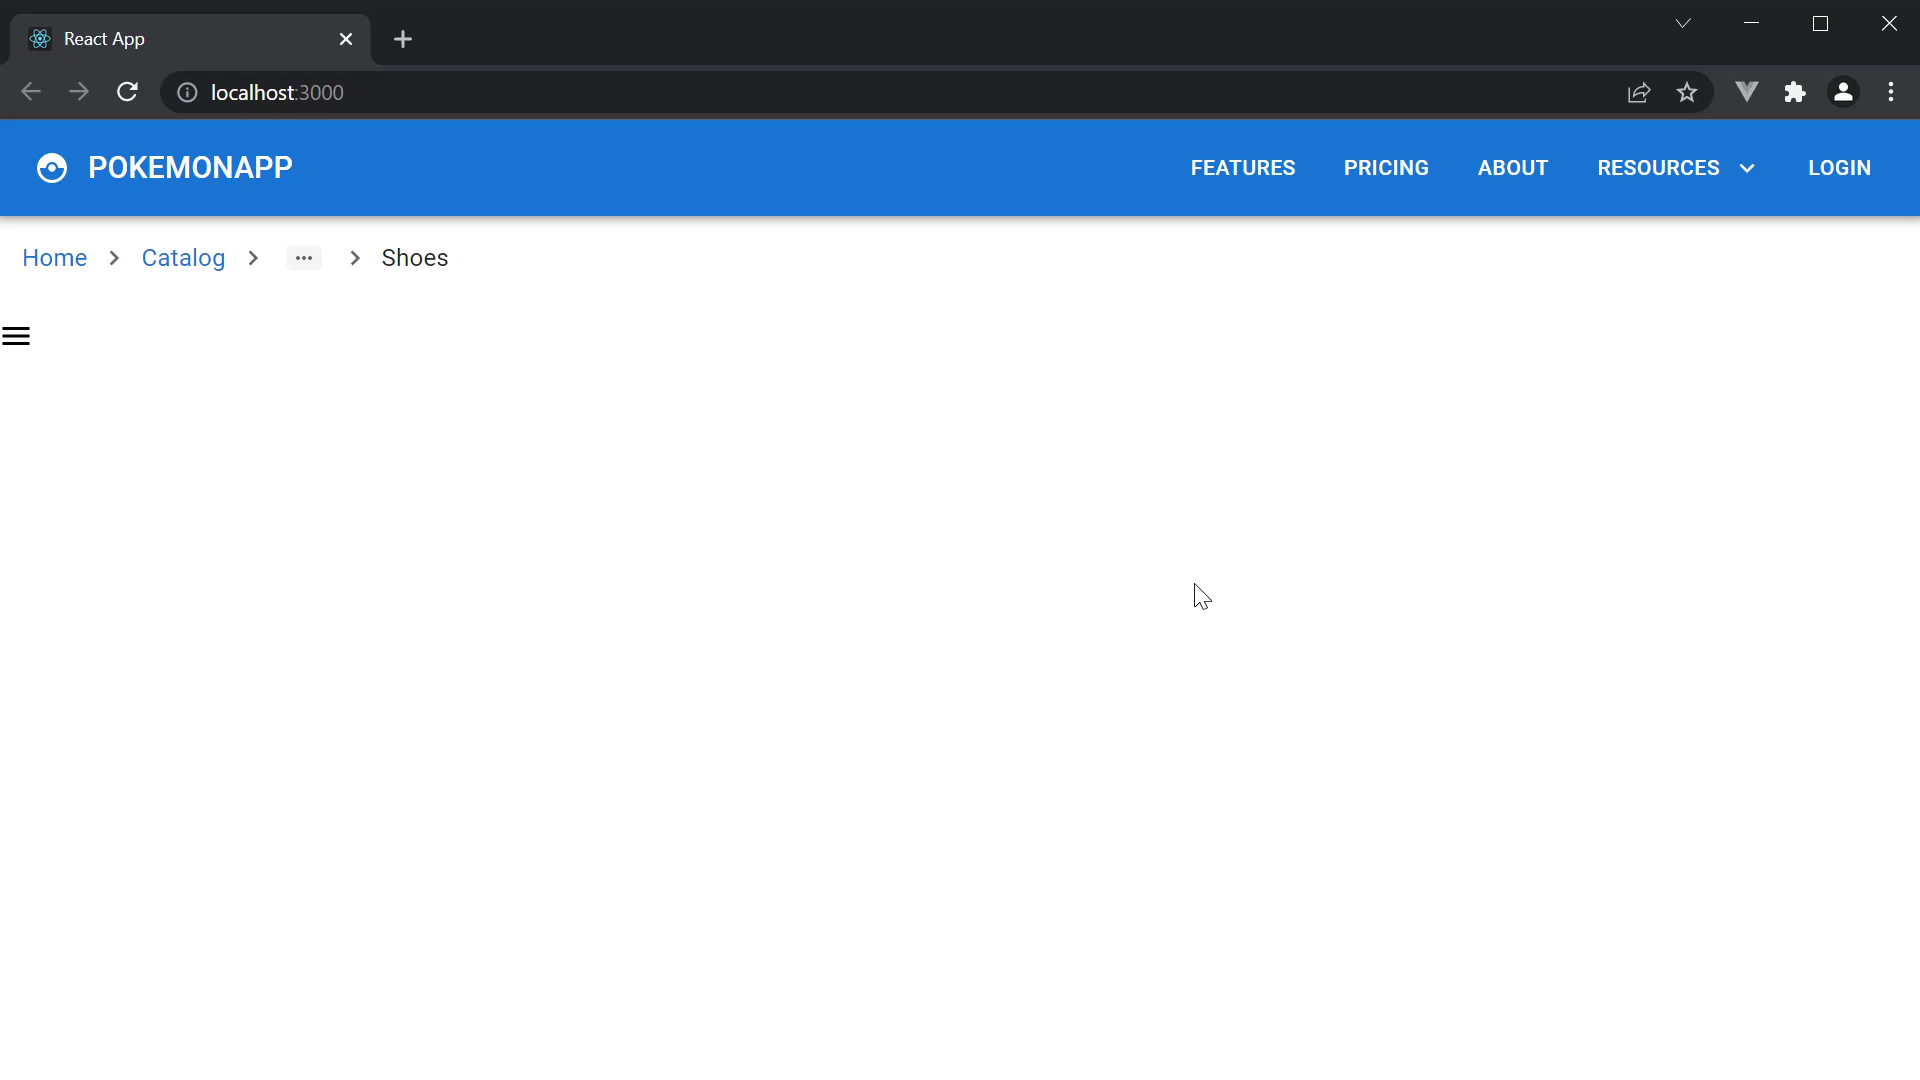 React App
localhost:3000
POKEMONAPP FEATURES PRICING ABOUT RESOURCES LOGIN
Home > Catalog > ... > Shoes